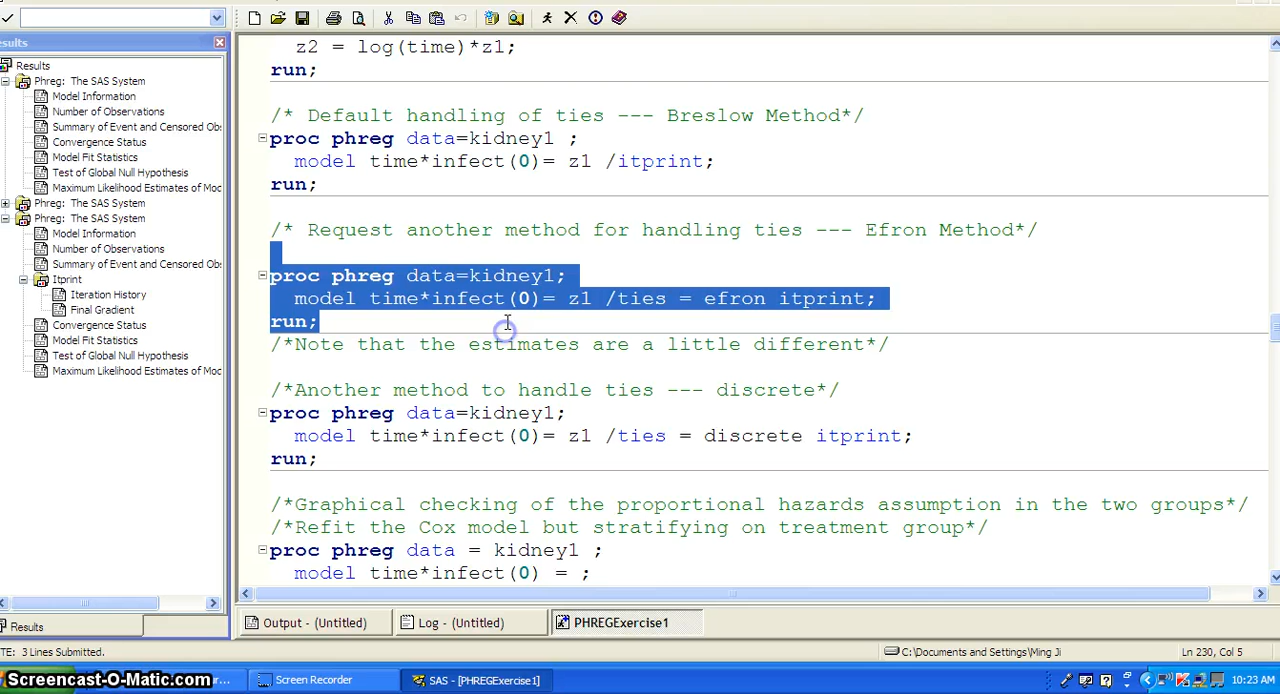 esults
Results
Phreg: The SAS System
Model Information
Number of Observations
Summary of Event and Censored Obs
Convergence Status
Model Fit Statistics
Test of Global Null Hypothesis
Maximum Likelihood Estimates of Moc
Phreg: The SAS System
Phreg: The SAS System
Model Information
Number of Observations
Summary of Event and Censored Obs
Itprint
Iteration History
Final Gradient
Convergence Status
Model Fit Statistics
Test of Global Null Hypothesis
Maximum Likelihood Estimates of Moc
Results
z2 = log(time)*z1;
run;
/* Default handling of ties --- Breslow Method*/
proc phreg data=kidney1 ;
model time*infect(0)= z1 /itprint;
run;
/* Request another method for handling ties --- Efron Method*/
proc phreg data=kidney1;
model time*infect(0)= z1 /ties = efron itprint;
run;
/*Note that the estimates are a little different*/
/*Another method to handle ties --- discrete*/
proc phreg data=kidney1;
model time*infect(0)= z1 /ties = discrete itprint;
run;
/*Graphical checking of the proportional hazards assumption in the two groups*/
/*Refit the Cox model but stratifying on treatment group*/
proc phreg data = kidney1 ;
model time*infect(0) = ;
Output - (Untitled)
Log - (Untitled)
PHREGExercise1
TE: 3 Lines Submitted.
C:\Documents and Settings\Ming Ji
Ln 230, Col 5
Screencast-O-Matic.com
Screen Recorder
SAS - [PHREGExercise1]
10:23 AM